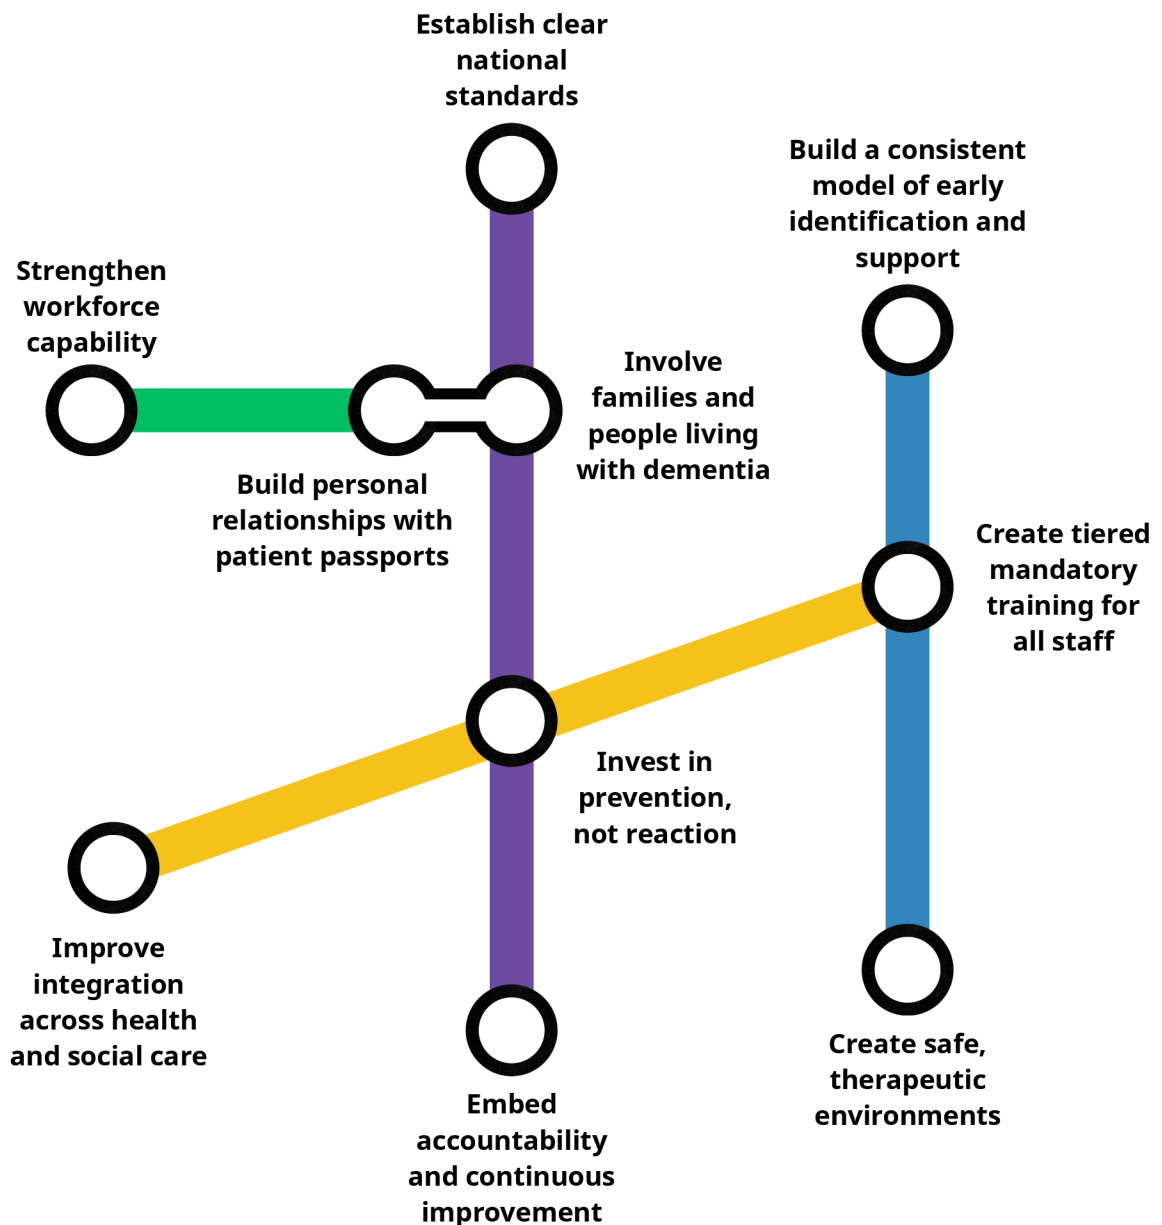 Establish clear
national
standards
Build a consistent
model of early
identification and
support
Strengthen
workforce
capability
Involve
families and
people living
with dementia
Build personal
relationships with
patient passports
Create tiered
mandatory
training for
all staff
Invest in
prevention,
not reaction
Improve
integration
across health
and social care
Create safe,
therapeutic
environments
Embed
accountability
and continuous
improvement